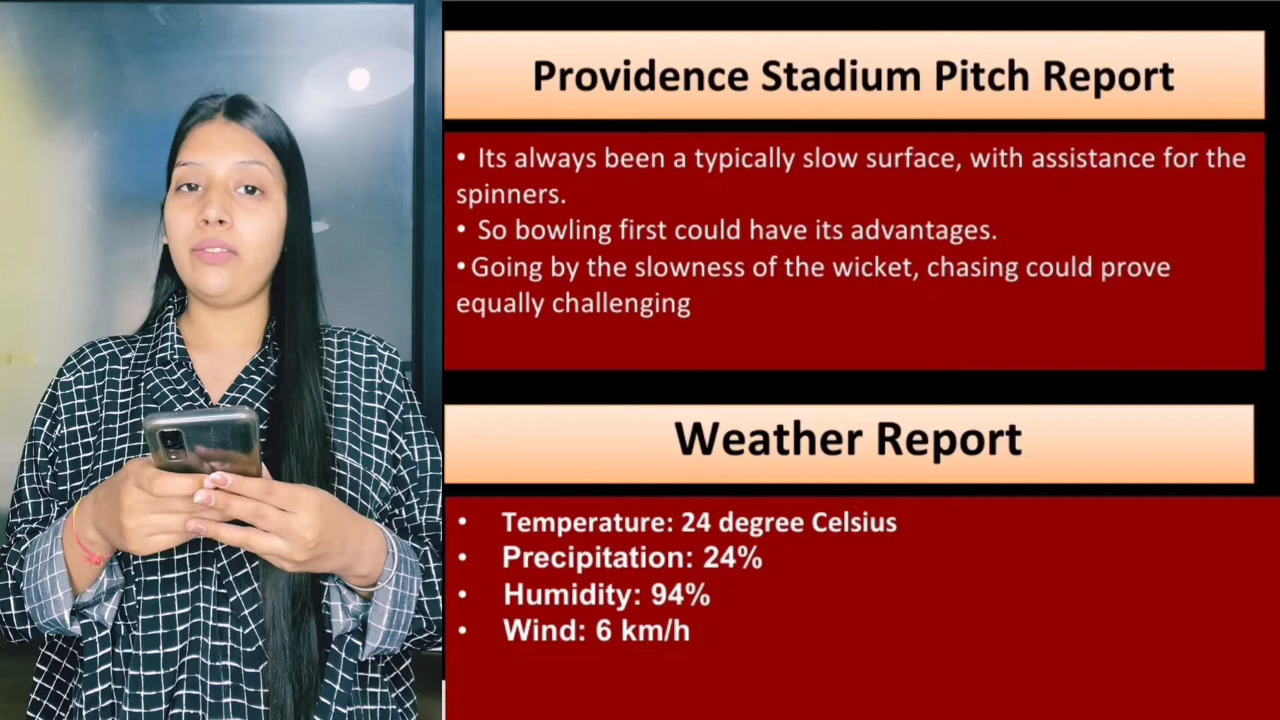 Providence Stadium Pitch Report
• Its always been a typically slow surface, with assistance for the
spinners.
• So bowling first could have its advantages.
• Going by the slowness of the wicket, chasing could prove
equally challenging
Weather Report
• Temperature: 24 degree Celsius
• Precipitation: 24%
• Humidity: 94%
• Wind: 6 km/h